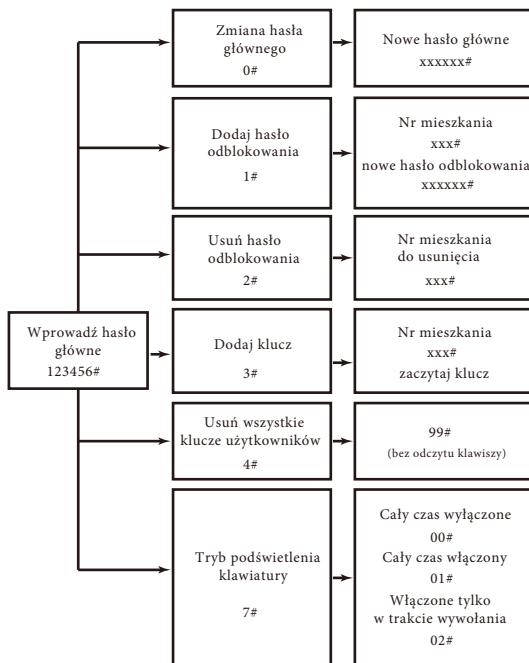 Zmiana hasła
głównego
0#
Nowe hasło główne
xxxxxx#
Dodaj hasło
odblokowania
1#
Nr mieszkania
xxx#
nowe hasło odblokowania
xxxxxx#
Usuń hasło
odblokowania
2#
Nr mieszkania
do usunięcia
xxx#
Wprowadź hasło
główne
123456#
Dodaj klucz
3#
Nr mieszkania
xxx#
zaczytaj klucz
Usuń wszystkie
klucze użytkowników
4#
99#
(bez odczytu klawiszy)
Tryb podświetlenia
klawiatury
7#
Cały czas wyłączone
00#
Cały czas włączony
01#
Włączone tylko
w trakcie wywołania
02#